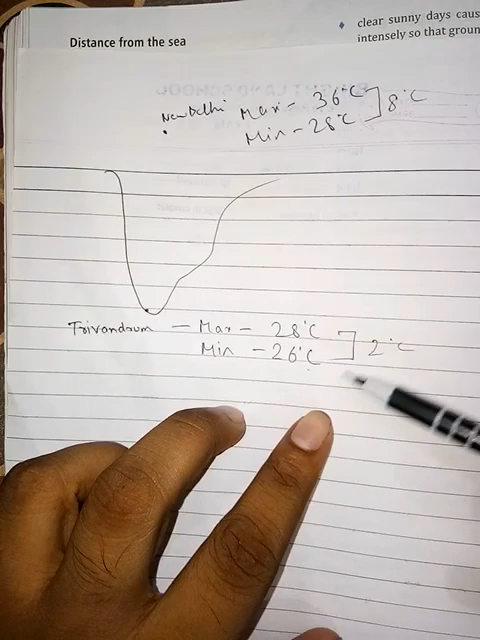 Distance from the sea
clear sunny days caus
intensely so that groun
New Delhi Max - 36°C
Min - 28°C
8°C
Trivandrum - Max - 28°C
Min - 26°C
2°C